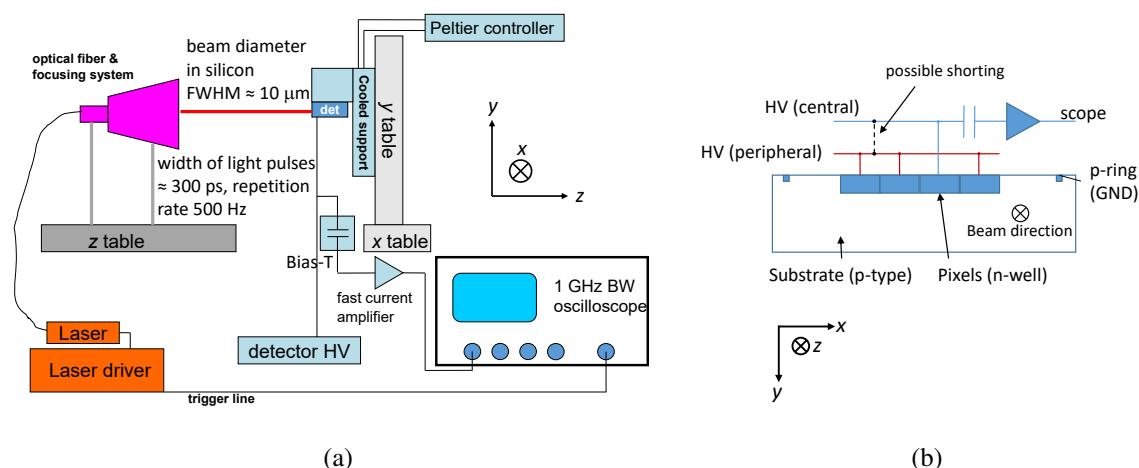 Peltier controller
optical fiber &
focusing system
beam diameter
in silicon
FWHM ≈ 10 μm
det
Cooled support
y table
width of light pulses
≈ 300 ps, repetition
rate 500 Hz
z table
x table
Bias-T
fast current
amplifier
1 GHz BW
oscilloscope
Laser
Laser driver
detector HV
trigger line
y
x
z
(a)
possible shorting
HV (central)
scope
HV (peripheral)
p-ring
(GND)
Beam direction
Substrate (p-type)
Pixels (n-well)
x
z
y
(b)